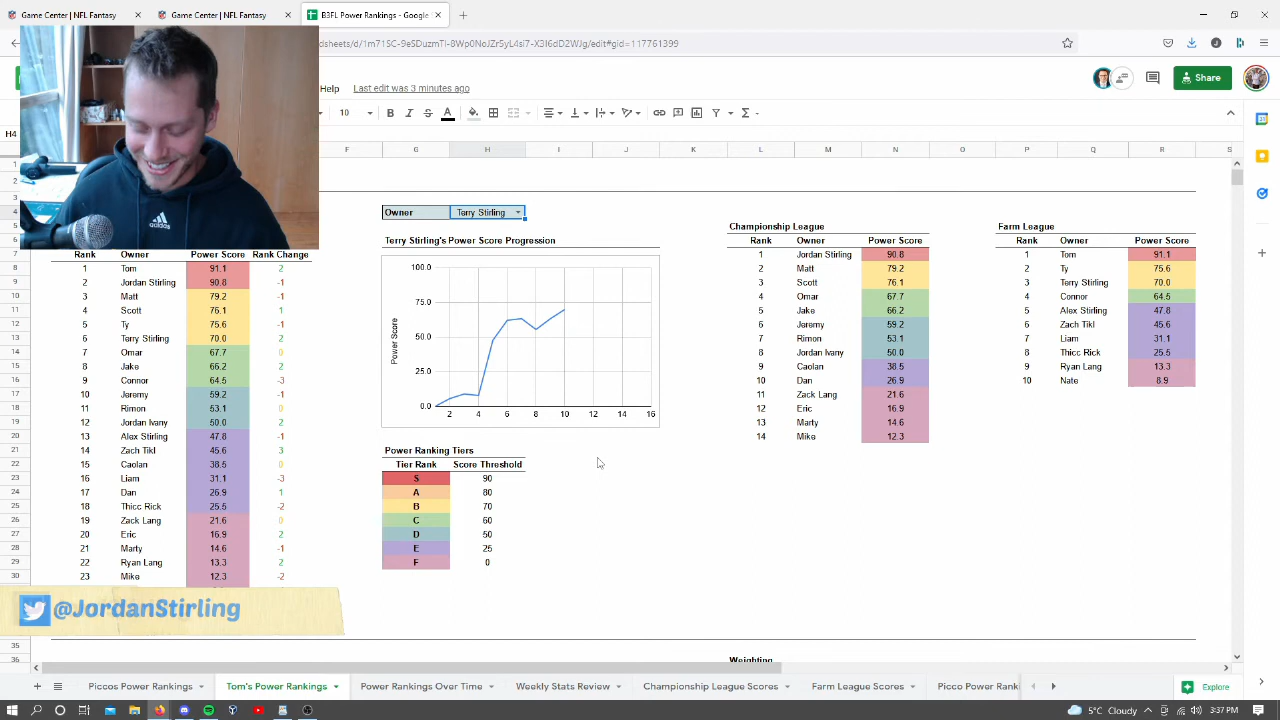 Game Center | NFL Fantasy
Game Center | NFL Fantasy
B3FL Power Rankings - Google
Help
Last edit was 3 minutes ago
Share
10
H4
F G H I J K L M N O P Q R S
Owner Terry Stirling
Rank Owner Power Score Rank Change
1 Tom 91.1 2
2 Jordan Stirling 90.8 -1
3 Matt 79.2 -1
4 Scott 76.1 1
5 Ty 75.6 -1
6 Terry Stirling 70.0 2
7 Omar 67.7 0
8 Jake 66.2 2
9 Connor 64.5 -3
10 Jeremy 59.2 -1
11 Rimon 53.1 0
12 Jordan Ivany 50.0 2
13 Alex Stirling 47.8 -1
14 Zach Tikl 45.6 3
15 Caolan 38.5 0
16 Liam 31.1 -3
17 Dan 26.9 1
18 Thicc Rick 25.5 -2
19 Zack Lang 21.6 0
20 Eric 16.9 2
21 Marty 14.6 -1
22 Ryan Lang 13.3 2
23 Mike 12.3 -2
Terry Stirling's Power Score Progression
Power Score
100.0
75.0
50.0
25.0
0.0
2 4 6 8 10 12 14 16
Power Ranking Tiers
Tier Rank Score Threshold
S 90
A 80
B 70
C 60
D 50
E 25
F 0
Championship League
Rank Owner Power Score
1 Jordan Stirling 90.8
2 Matt 79.2
3 Scott 76.1
4 Omar 67.7
5 Jake 66.2
6 Jeremy 59.2
7 Rimon 53.1
8 Jordan Ivany 50.0
9 Caolan 38.5
10 Dan 26.9
11 Zack Lang 21.6
12 Eric 16.9
13 Marty 14.6
14 Mike 12.3
Farm League
Rank Owner Power Score
1 Tom 91.1
2 Ty 75.6
3 Terry Stirling 70.0
4 Connor 64.5
5 Alex Stirling 47.8
6 Zach Tikl 45.6
7 Liam 31.1
8 Thicc Rick 25.5
9 Ryan Lang 13.3
10 Nate 8.9
Weighting
@JordanStirling
adidas
Piccos Power Rankings
Tom's Power Rankings
Power Rankings Over Time
Weekly Stats Review
Championship League Scores
Farm League Scores
Picco Power Rank
Explore
5°C Cloudy
3:37 PM